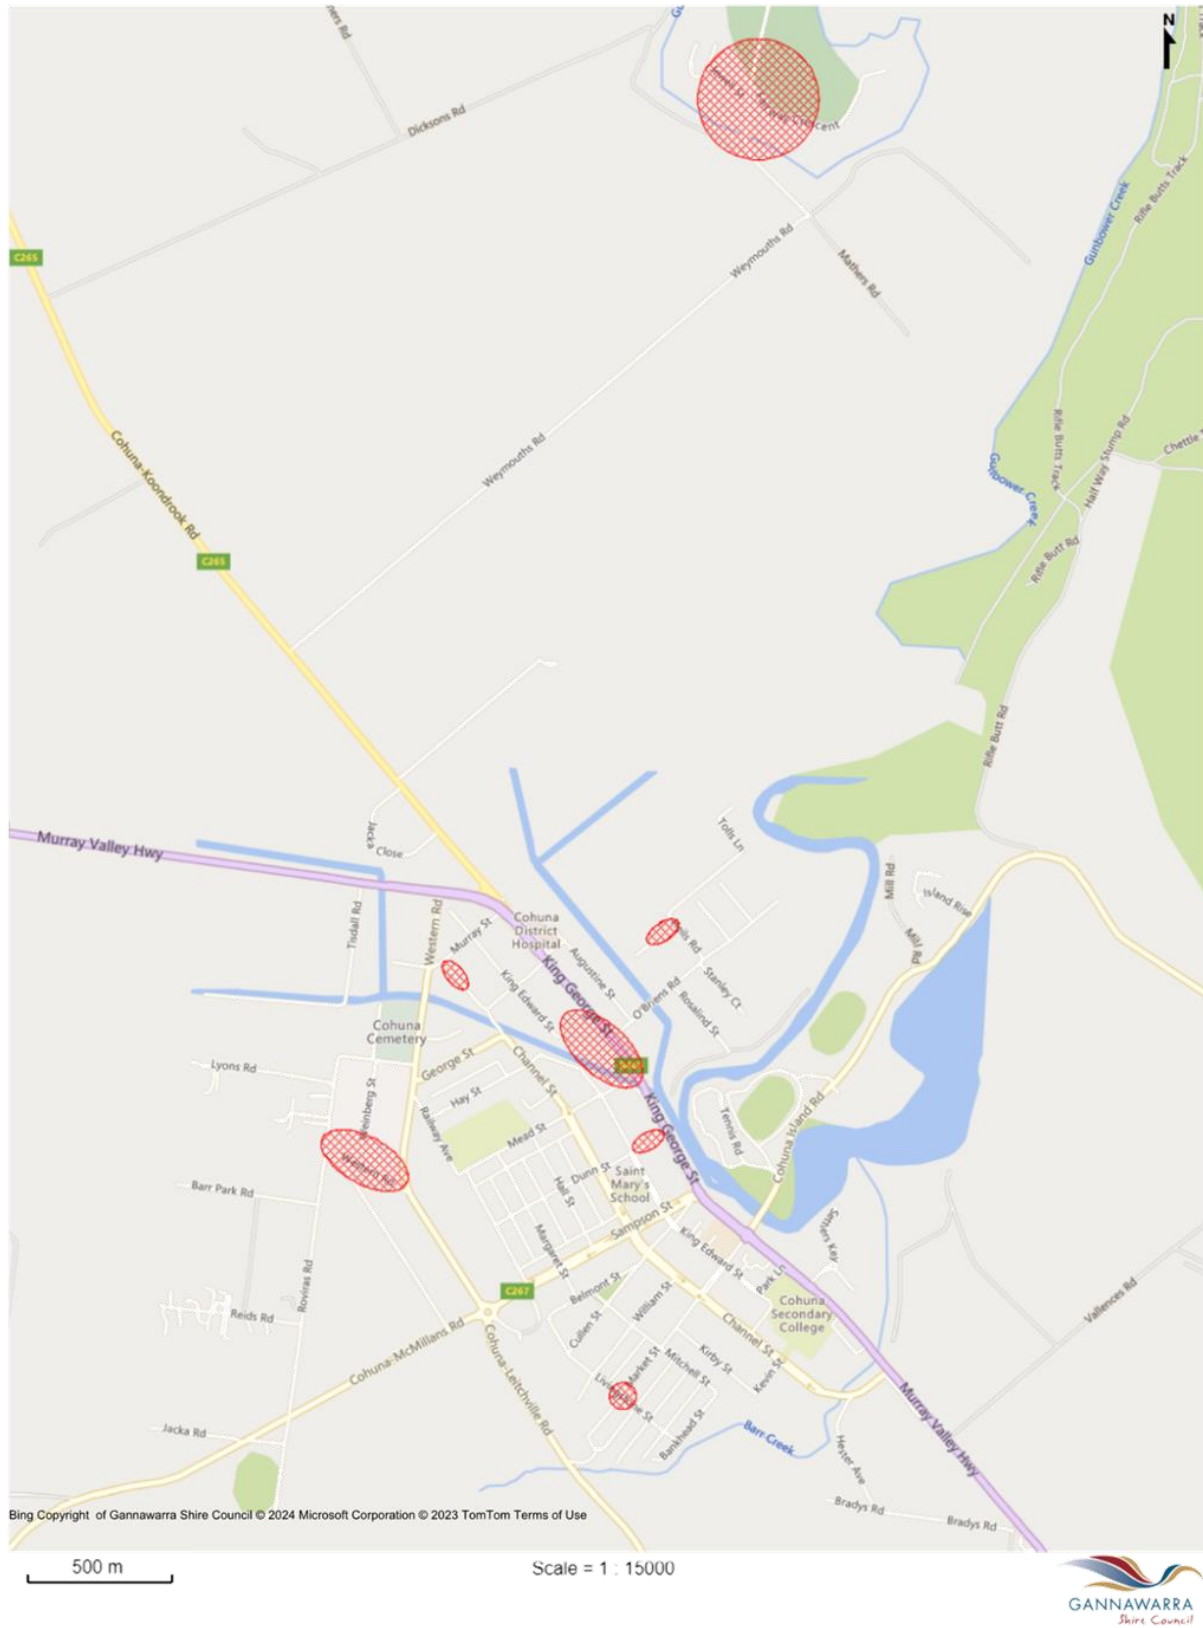 N
Dicksons Rd
Crescent
C265
Weymouths Rd
Mathers Rd
Gunbower Creek
Rifle Butts Track
Cohuna-Koondrook Rd
Weymouths Rd
Rifle Butts Track
Half Way Stump Rd
Gunbower Creek
C265
Rifle Butt Rd
Rifle Butt Rd
Murray Valley Hwy
Jacka
Close
Tolls Ln
Mill Rd
Island Rise
Mill Rd
Tisdall Rd
Western Rd
Murray St
Cohuna
District
Hospital
King George St
Augustine St
King Edward St
Stanley Ct
O'Briens Rd
Rosalind St
Cohuna
Cemetery
Lyons Rd
Weinberg St
George St
Channel St
Hay St
Railway Ave
Mead St
King George St
Tennis Rd
Cohuna Island Rd
Western Rd
Barr Park Rd
Dunn St
Hall St
Saint
Mary's
School
Sampson St
Margaret St
King Edward St
Park Ln
Settlers Key
Roviras Rd
C267
Belmont St
William St
Cullen St
Reids Rd
Cohuna
Secondary
College
Channel St
Vallences Rd
Cohuna-McMillans Rd
Cohuna-Leitchville Rd
Market St
Mitchell St
Kirby St
Kevin St
Bankhead St
Jacka Rd
Barr Creek
Hester Ave
Murray Valley Hwy
Bradys Rd
Bradys Rd
Bing Copyright of Gannawarra Shire Council © 2024 Microsoft Corporation © 2023 TomTom Terms of Use
500 m
Scale = 1 : 15000
GANNAWARRA
Shire Council